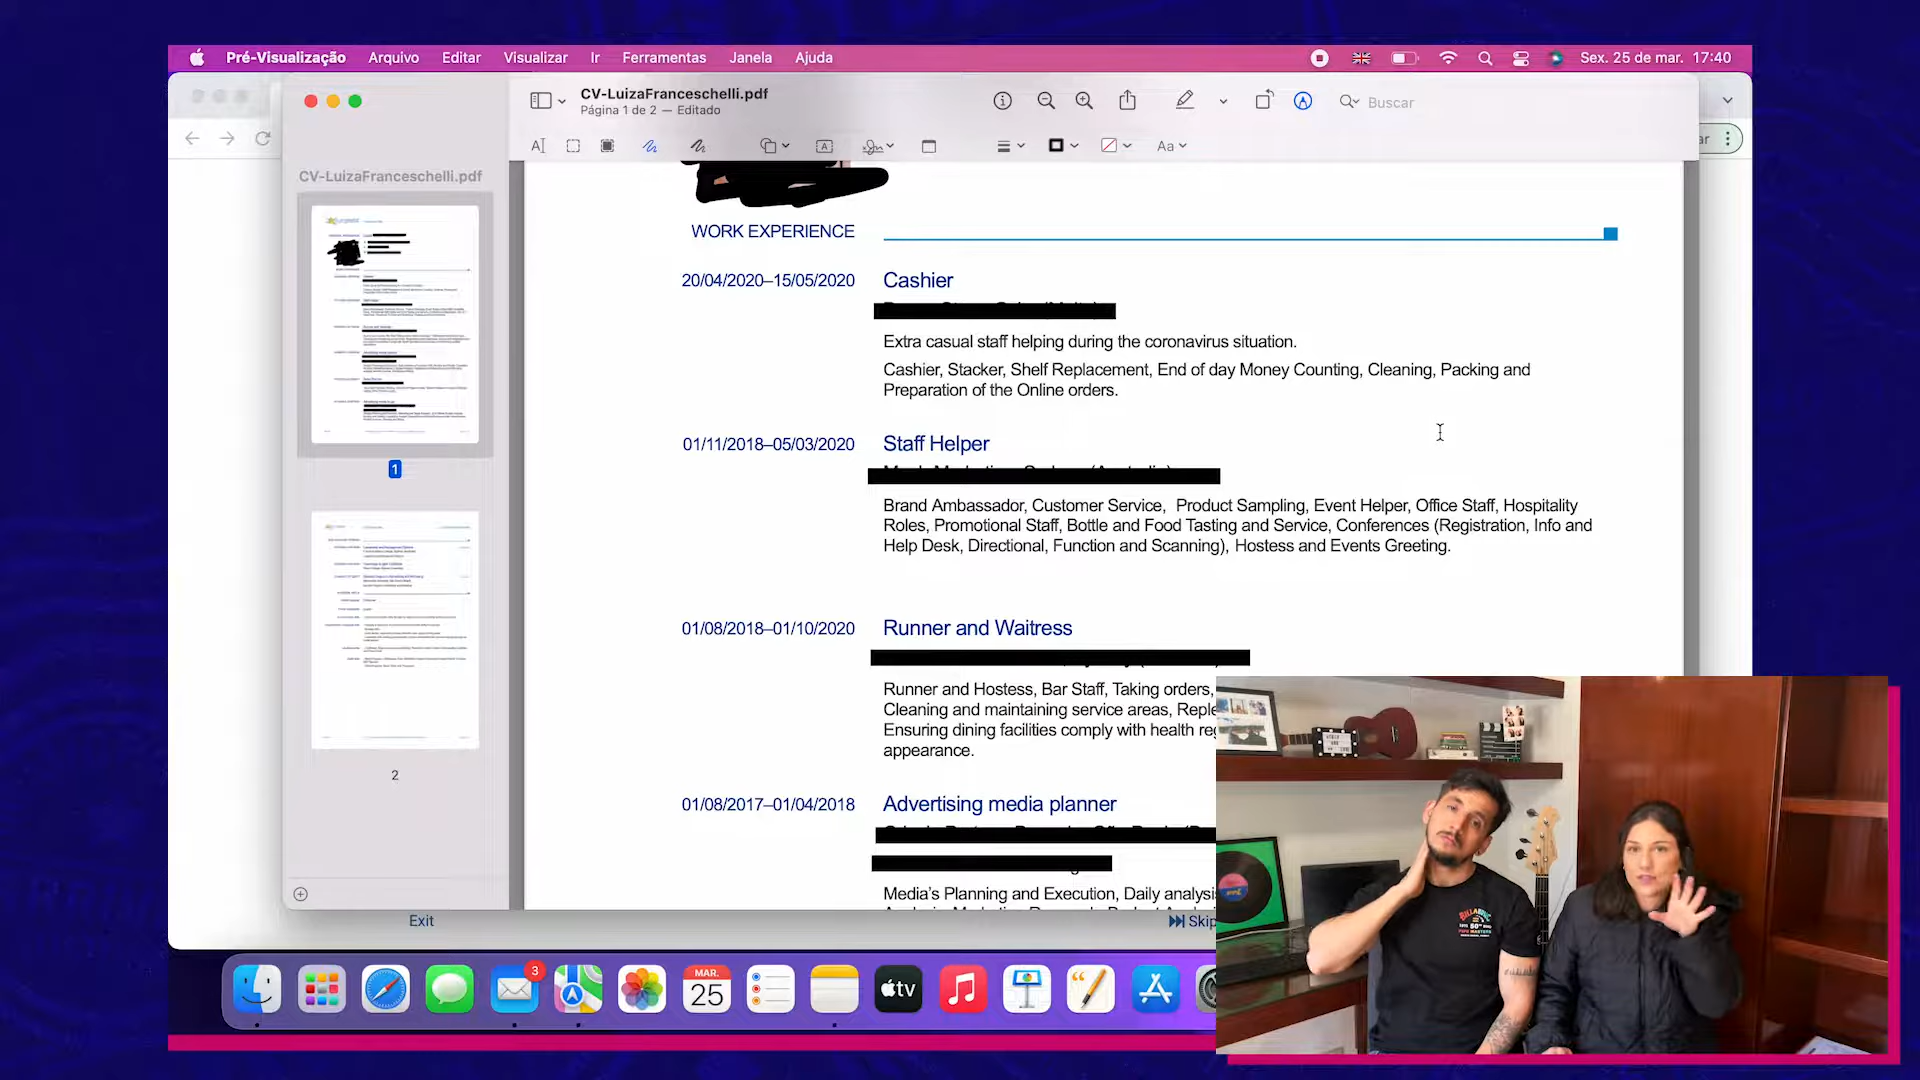 Pré-Visualização Arquivo Editar Visualizar Ir Ferramentas Janela Ajuda
Sex. 25 de mar. 17:40
CV-LuizaFranceschelli.pdf
Página 1 de 2 — Editado
Buscar
Aa
CV-LuizaFranceschelli.pdf
1
2
WORK EXPERIENCE
20/04/2020–15/05/2020 Cashier
Extra casual staff helping during the coronavirus situation.
Cashier, Stacker, Shelf Replacement, End of day Money Counting, Cleaning, Packing and
Preparation of the Online orders.
01/11/2018–05/03/2020 Staff Helper
Brand Ambassador, Customer Service, Product Sampling, Event Helper, Office Staff, Hospitality
Roles, Promotional Staff, Bottle and Food Tasting and Service, Conferences (Registration, Info and
Help Desk, Directional, Function and Scanning), Hostess and Events Greeting.
01/08/2018–01/10/2020 Runner and Waitress
Runner and Hostess, Bar Staff, Taking orders,
Cleaning and maintaining service areas, Reple
Ensuring dining facilities comply with health reg
appearance.
01/08/2017–01/04/2018 Advertising media planner
Media's Planning and Execution, Daily analysis
Exit
Skip
3
MAR.
25
tv
BILLABONG